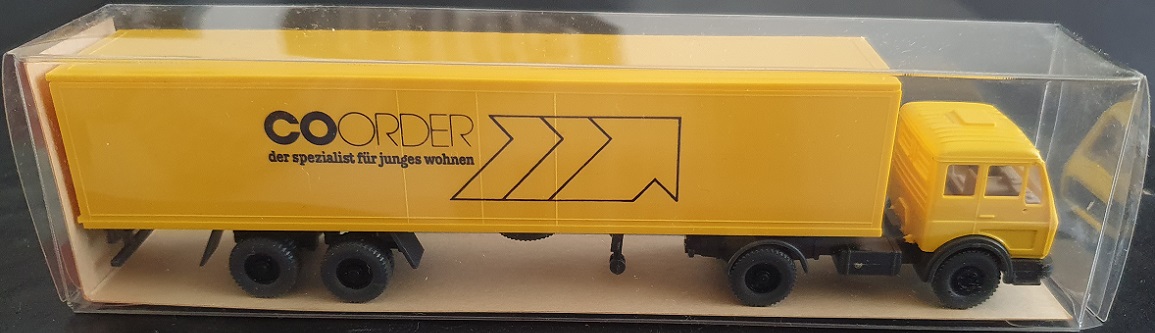 COORDER
der spezialist für junges wohnen